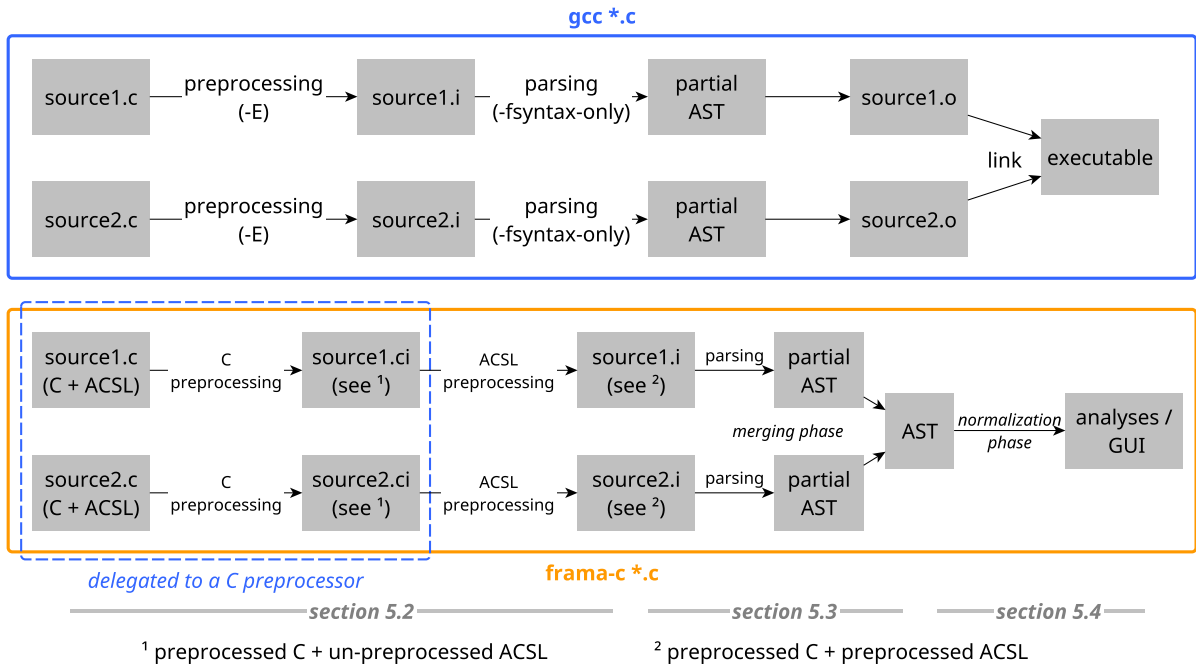 gcc *.c
source1.c
preprocessing
(-E)
source1.i
parsing
(-fsyntax-only)
partial
AST
source1.o
link
executable
source2.c
preprocessing
(-E)
source2.i
parsing
(-fsyntax-only)
partial
AST
source2.o
source1.c
(C + ACSL)
C
preprocessing
source1.ci
(see ¹)
ACSL
preprocessing
source1.i
(see ²)
parsing
partial
AST
merging phase
AST
normalization
phase
analyses /
GUI
source2.c
(C + ACSL)
C
preprocessing
source2.ci
(see ¹)
ACSL
preprocessing
source2.i
(see ²)
parsing
partial
AST
delegated to a C preprocessor
frama-c *.c
section 5.2
section 5.3
section 5.4
¹ preprocessed C + un-preprocessed ACSL
² preprocessed C + preprocessed ACSL